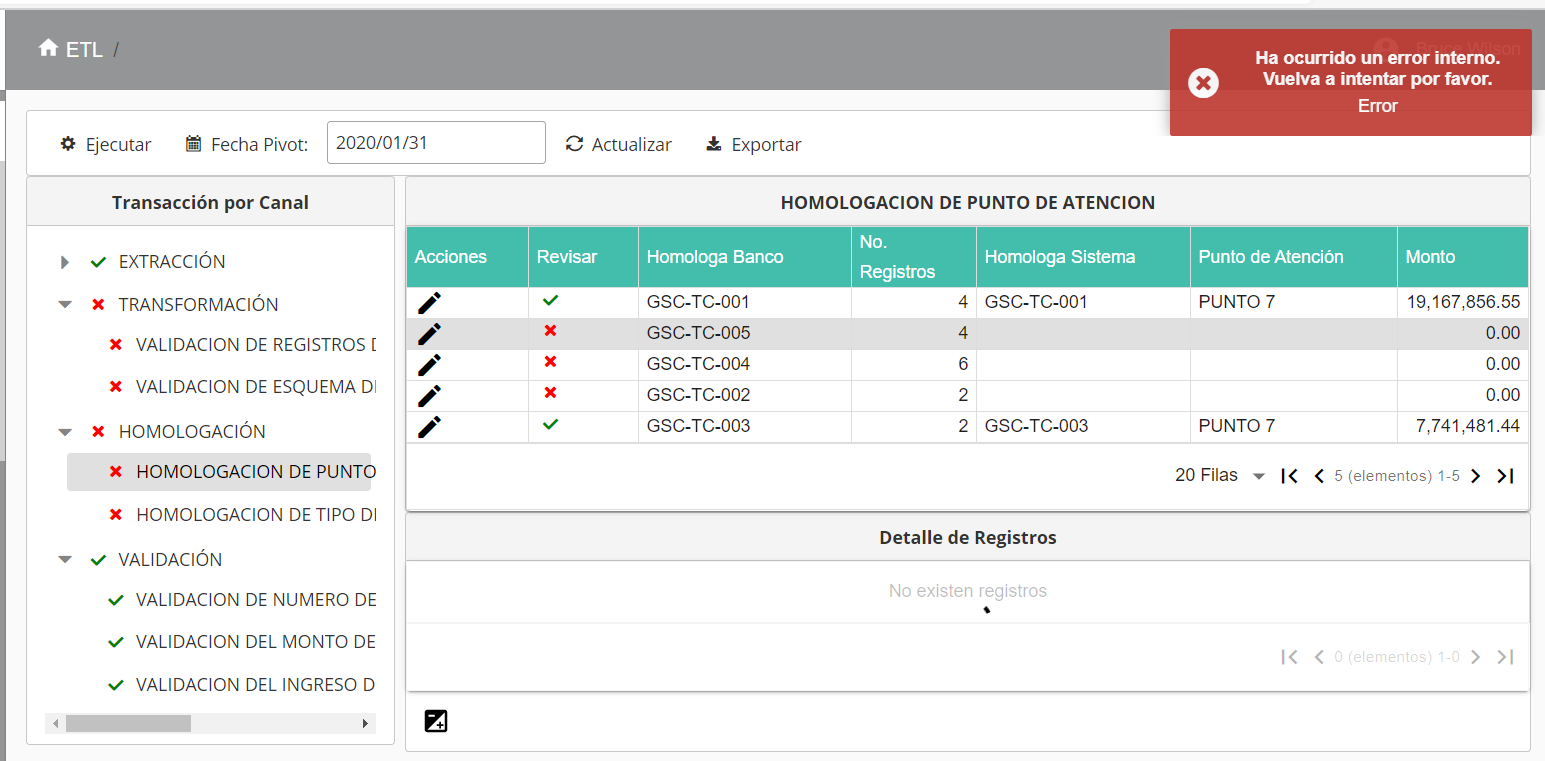 ETL /
Bruce Wilson
Ha ocurrido un error interno.
Vuelva a intentar por favor.
Error
Ejecutar Fecha Pivot: 2020/01/31 Actualizar Exportar
Transacción por Canal
EXTRACCIÓN
TRANSFORMACIÓN
VALIDACION DE REGISTROS D
VALIDACION DE ESQUEMA DE
HOMOLOGACIÓN
HOMOLOGACION DE PUNTO
HOMOLOGACION DE TIPO DE
VALIDACIÓN
VALIDACION DE NUMERO DE
VALIDACION DEL MONTO DE
VALIDACION DEL INGRESO D
HOMOLOGACION DE PUNTO DE ATENCION
Acciones Revisar Homologa Banco No. Registros Homologa Sistema Punto de Atención Monto
GSC-TC-001 4 GSC-TC-001 PUNTO 7 19,167,856.55
GSC-TC-005 4 0.00
GSC-TC-004 6 0.00
GSC-TC-002 2 0.00
GSC-TC-003 2 GSC-TC-003 PUNTO 7 7,741,481.44
20 Filas 5 (elementos) 1-5
Detalle de Registros
No existen registros
0 (elementos) 1-0